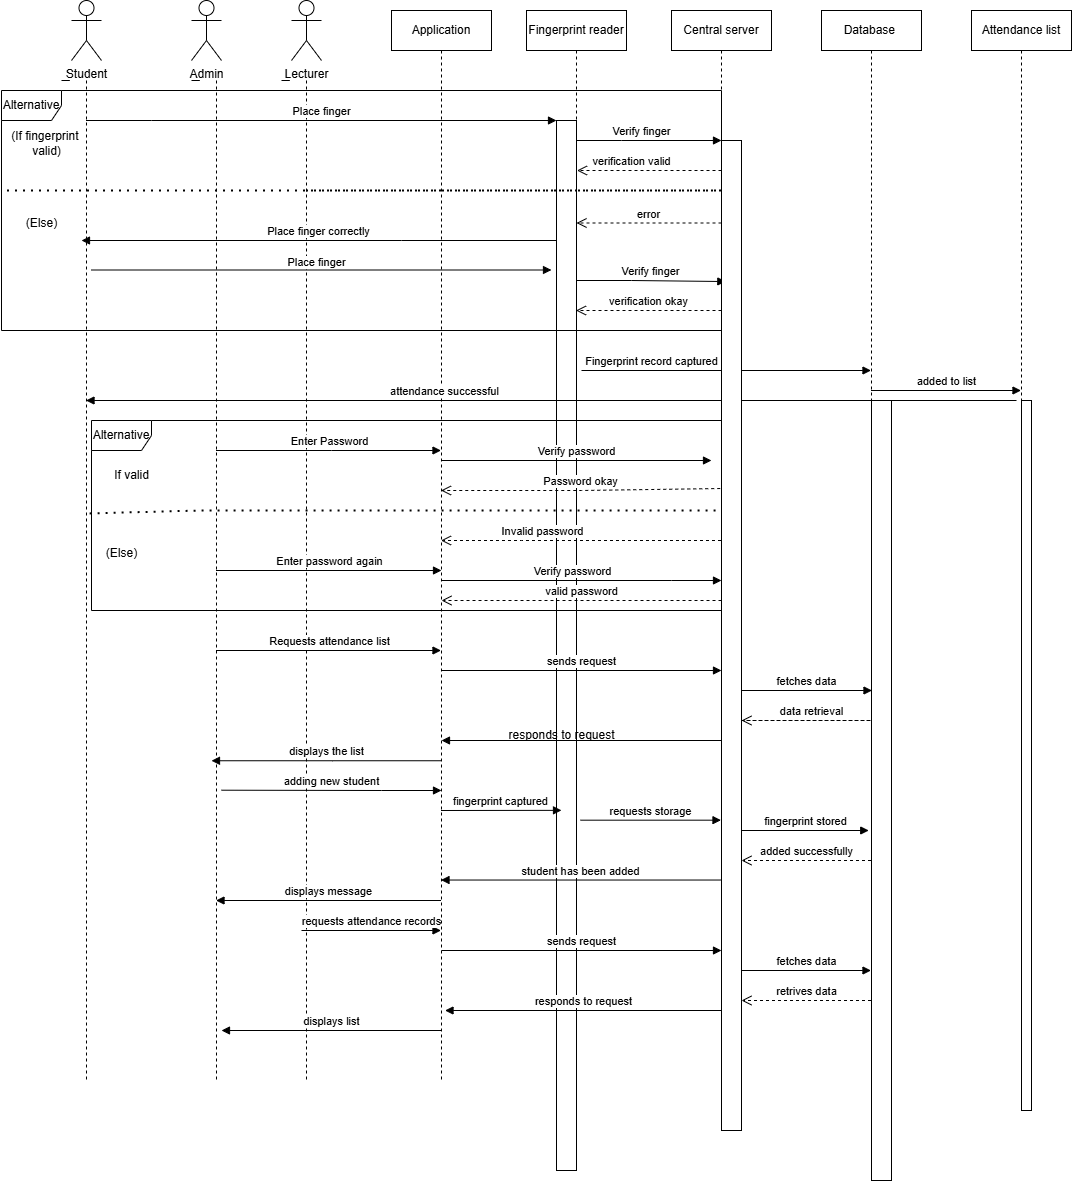 _Student
Admin
_Lecturer
Application
Fingerprint reader
Central server
Database
Attendance list
Alternative
Place finger
(If fingerprint
valid)
Verify finger
verification valid
(Else)
error
Place finger correctly
Place finger
Verify finger
verification okay
Fingerprint record captured
added to list
attendance successful
Alternative
Enter Password
Verify password
If valid
Password okay
Invalid password
(Else)
Enter password again
Verify password
valid password
Requests attendance list
sends request
fetches data
data retrieval
responds to request
displays the list
adding new student
fingerprint captured
requests storage
fingerprint stored
added successfully
student has been added
displays message
requests attendance records
sends request
fetches data
retrives data
responds to request
displays list